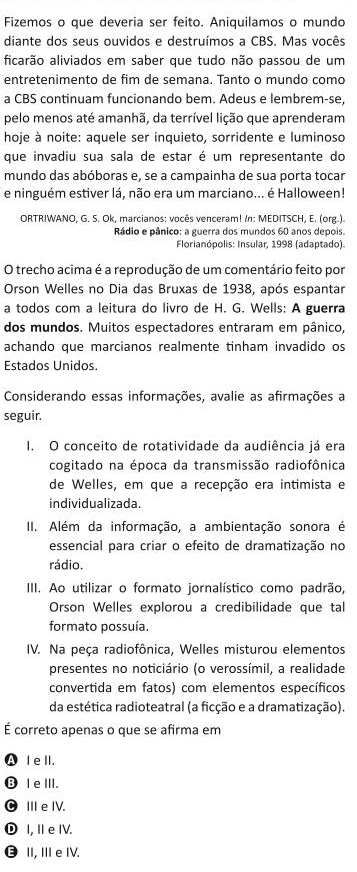 Fizemos o que deveria ser feito. Aniquilamos o mundo
diante dos seus ouvidos e destruímos a CBS. Mas vocês
ficarão aliviados em saber que tudo não passou de um
entretenimento de fim de semana. Tanto o mundo como
a CBS continuam funcionando bem. Adeus e lembrem-se,
pelo menos até amanhã, da terrível lição que aprenderam
hoje à noite: aquele ser inquieto, sorridente e luminoso
que invadiu sua sala de estar é um representante do
mundo das abóboras e, se a campainha de sua porta tocar
e ninguém estiver lá, não era um marciano... é Halloween!
ORTRIWANO, G. S. Ok, marcianos: vocês venceram! In: MEDITSCH, E. (org.).
Rádio e pânico: a guerra dos mundos 60 anos depois.
Florianópolis: Insular, 1998 (adaptado).
O trecho acima é a reprodução de um comentário feito por
Orson Welles no Dia das Bruxas de 1938, após espantar
a todos com a leitura do livro de H. G. Wells: A guerra
dos mundos. Muitos espectadores entraram em pânico,
achando que marcianos realmente tinham invadido os
Estados Unidos.
Considerando essas informações, avalie as afirmações a
seguir.
I. O conceito de rotatividade da audiência já era
cogitado na época da transmissão radiofônica
de Welles, em que a recepção era intimista e
individualizada.
II. Além da informação, a ambientação sonora é
essencial para criar o efeito de dramatização no
rádio.
III. Ao utilizar o formato jornalístico como padrão,
Orson Welles explorou a credibilidade que tal
formato possuía.
IV. Na peça radiofônica, Welles misturou elementos
presentes no noticiário (o verossímil, a realidade
convertida em fatos) com elementos específicos
da estética radioteatral (a ficção e a dramatização).
É correto apenas o que se afirma em
A I e II.
B I e III.
C III e IV.
D I, II e IV.
E II, III e IV.